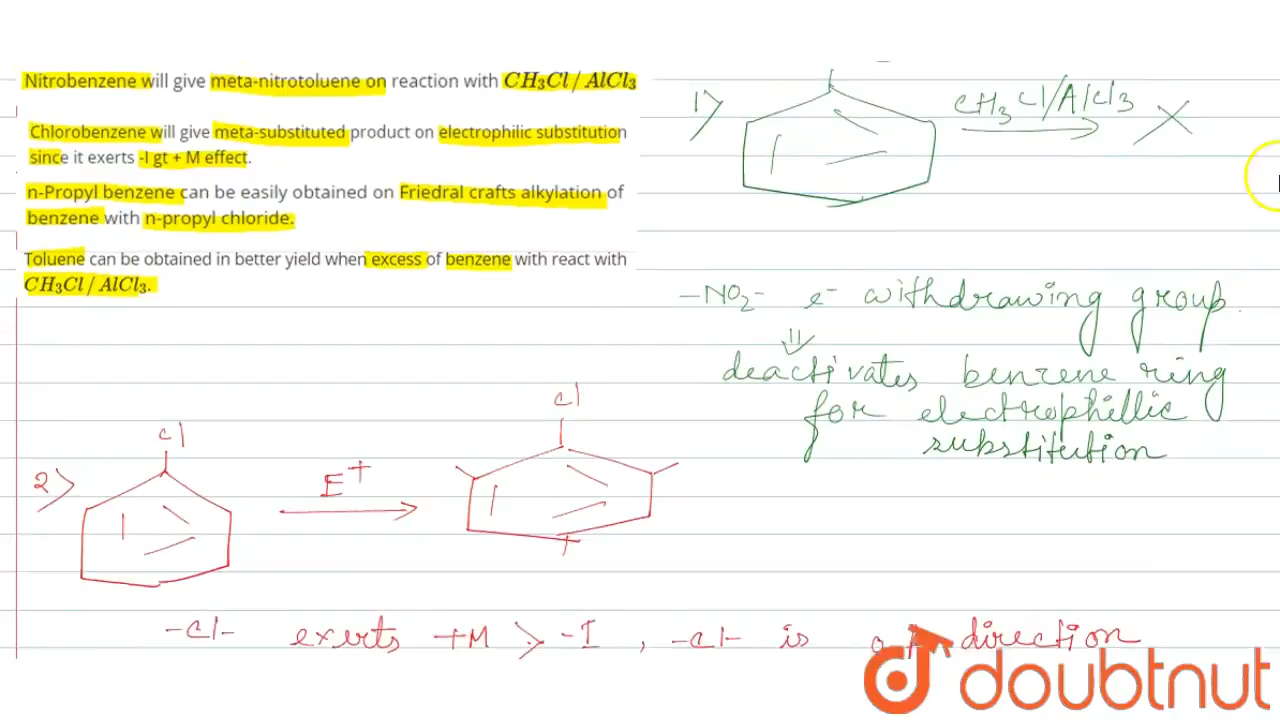 Nitrobenzene will give meta-nitrotoluene on reaction with CH₃Cl / AlCl₃
Chlorobenzene will give meta-substituted product on electrophilic substitution
since it exerts -I gt + M effect.
n-Propyl benzene can be easily obtained on Friedral crafts alkylation of
benzene with n-propyl chloride.
Toluene can be obtained in better yield when excess of benzene with react with
CH₃Cl / AlCl₃.
1>
CH₃Cl/AlCl₃
-NO₂- e⁻ withdrawing group.
deactivates benzene ring
for electrophillic
substitution
2>
Cl
E⁺
Cl
-Cl- exerts +M > -I , -Cl- is direction
doubtnut